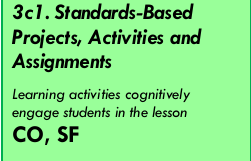 3c1. Standards-Based
Projects, Activities and
Assignments
Learning activities cognitively
engage students in the lesson
CO, SF